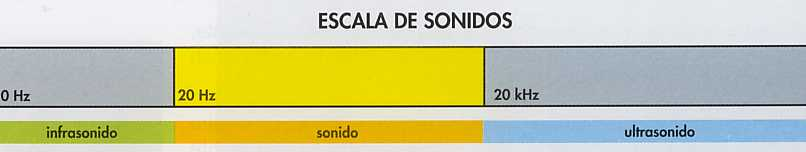 ESCALA DE SONIDOS
0 Hz 20 Hz 20 kHz
infrasonido sonido ultrasonido